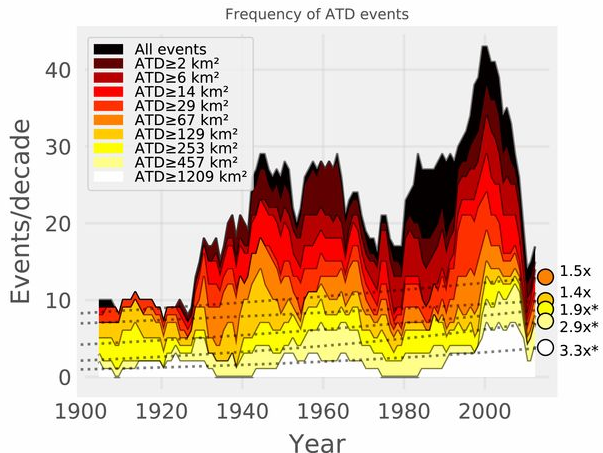 Frequency of ATD events
All events
ATD≥2 km²
ATD≥6 km²
ATD≥14 km²
ATD≥29 km²
ATD≥67 km²
ATD≥129 km²
ATD≥253 km²
ATD≥457 km²
ATD≥1209 km²
Events/decade
40
30
20
10
0
1.5x
1.4x
1.9x*
2.9x*
3.3x*
1900 1920 1940 1960 1980 2000
Year